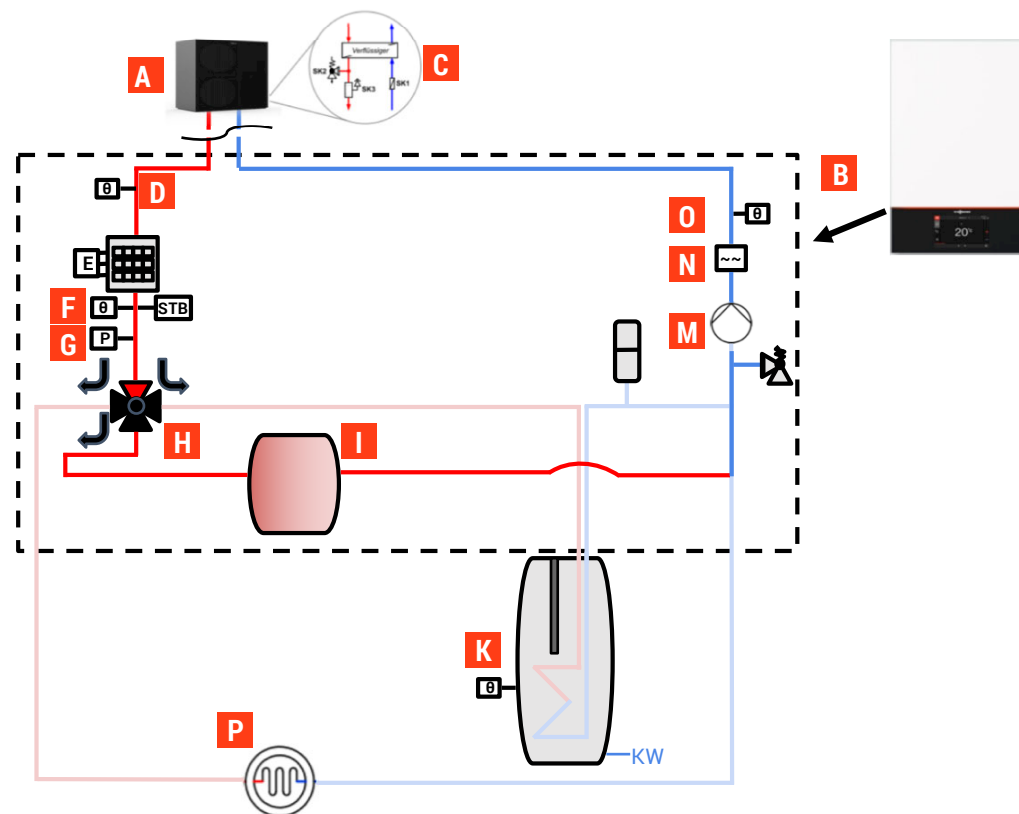 A
Verflüssiger
C
SK2
SK3
SK1
B
θ
D
O
θ
E
N
~~
F
θ
STB
G
P
M
20°c
H
I
K
θ
KW
P